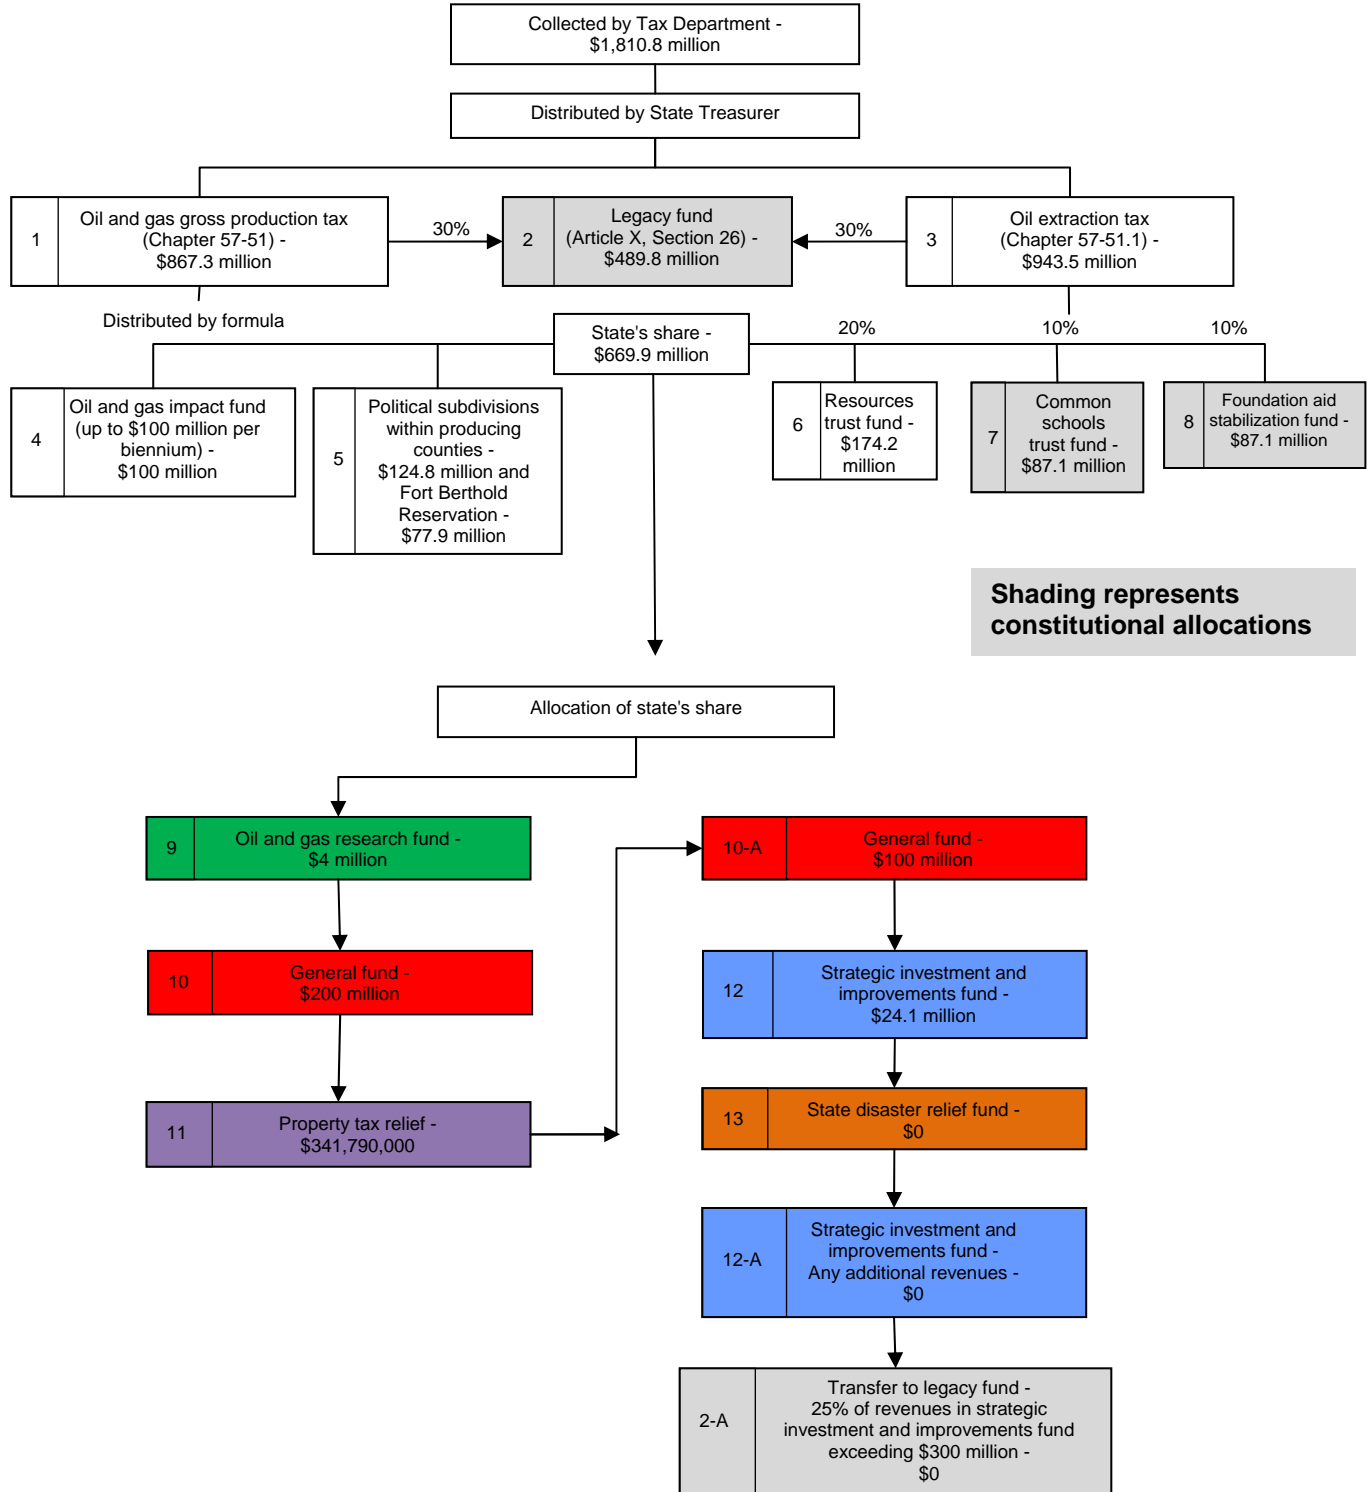 Collected by Tax Department -
$1,810.8 million
Distributed by State Treasurer
1
Oil and gas gross production tax
(Chapter 57-51) -
$867.3 million
30%
2
Legacy fund
(Article X, Section 26) -
$489.8 million
30%
3
Oil extraction tax
(Chapter 57-51.1) -
$943.5 million
Distributed by formula
State's share -
$669.9 million
20%
10%
10%
4
Oil and gas impact fund
(up to $100 million per
biennium) -
$100 million
5
Political subdivisions
within producing
counties -
$124.8 million and
Fort Berthold
Reservation -
$77.9 million
6
Resources
trust fund -
$174.2
million
7
Common
schools
trust fund -
$87.1 million
8
Foundation aid
stabilization fund -
$87.1 million
Shading represents
constitutional allocations
Allocation of state's share
9
Oil and gas research fund -
$4 million
10
General fund -
$200 million
11
Property tax relief -
$341,790,000
10-A
General fund -
$100 million
12
Strategic investment and
improvements fund -
$24.1 million
13
State disaster relief fund -
$0
12-A
Strategic investment and
improvements fund -
Any additional revenues -
$0
2-A
Transfer to legacy fund -
25% of revenues in strategic
investment and improvements fund
exceeding $300 million -
$0